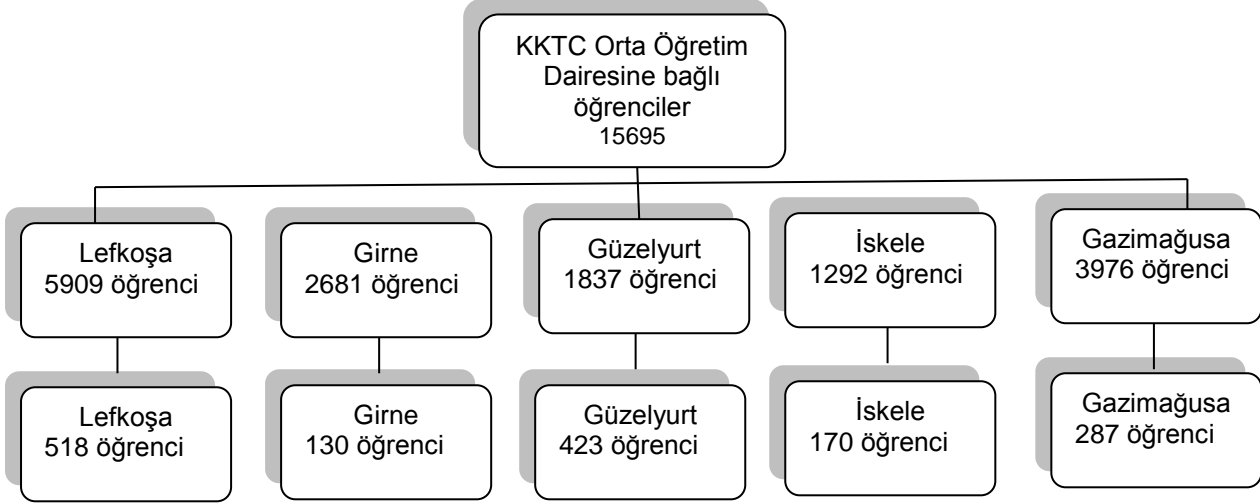 KKTC Orta Öğretim
Dairesine bağlı
öğrenciler
15695
Lefkoşa
5909 öğrenci
Girne
2681 öğrenci
Güzelyurt
1837 öğrenci
İskele
1292 öğrenci
Gazimağusa
3976 öğrenci
Lefkoşa
518 öğrenci
Girne
130 öğrenci
Güzelyurt
423 öğrenci
İskele
170 öğrenci
Gazimağusa
287 öğrenci